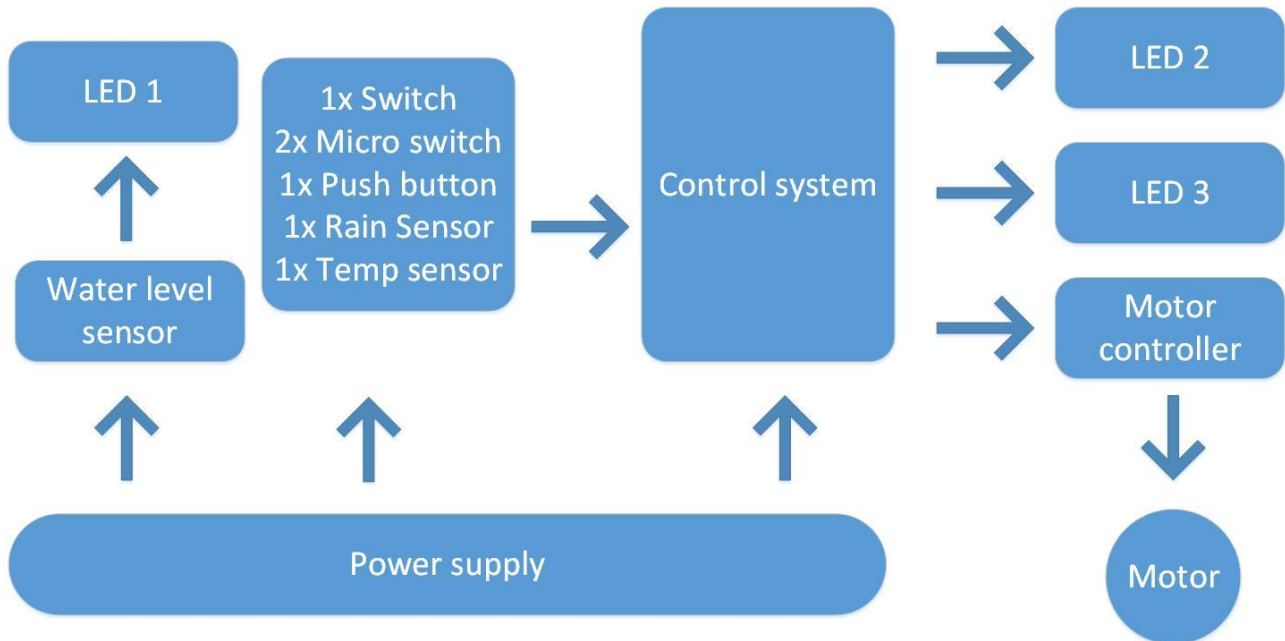 LED 1
1x Switch
2x Micro switch
1x Push button
1x Rain Sensor
1x Temp sensor
Control system
LED 2
LED 3
Water level
sensor
Motor
controller
Power supply
Motor